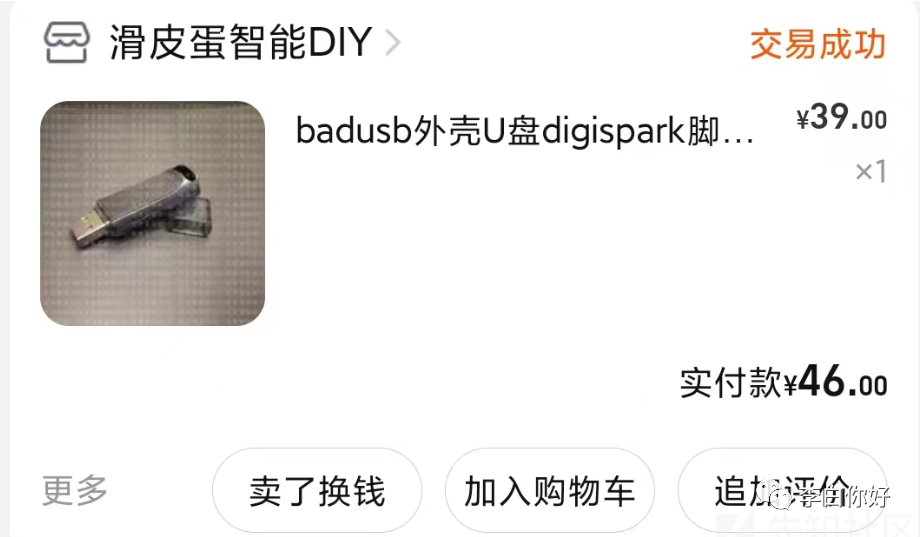 滑皮蛋智能DIY
交易成功
badusb外壳U盘digispark脚...
¥39.00
×1
实付款¥46.00
更多
卖了换钱
加入购物车
追加评价
李白你好
先知社区